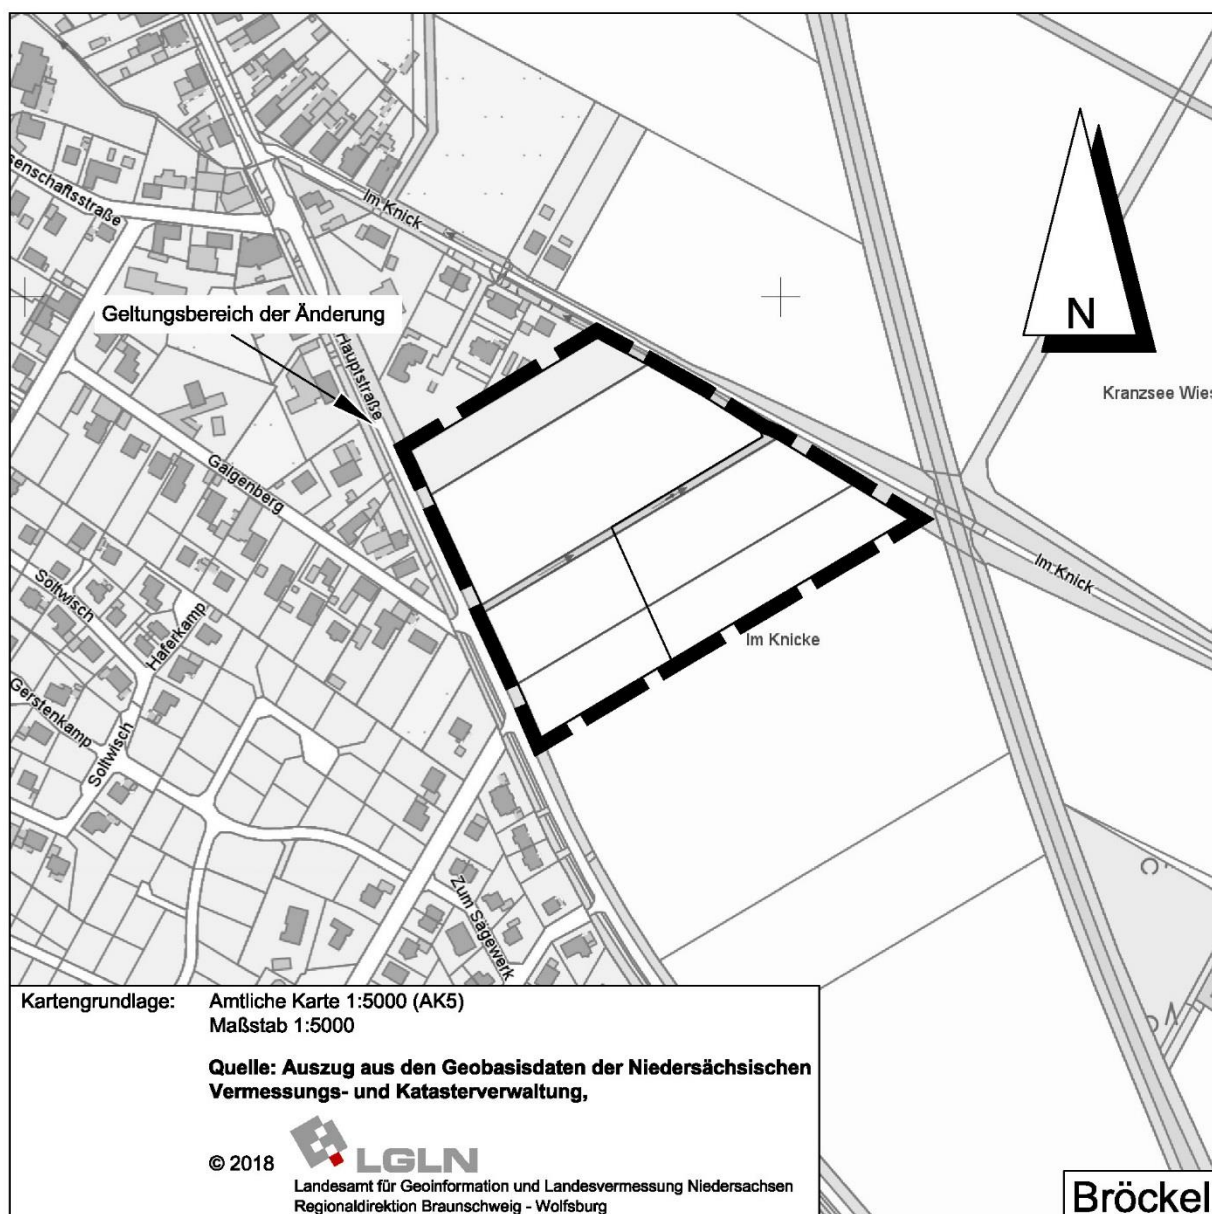 Im Knick
senschaftsstraße
N
Geltungsbereich der Änderung
Hauptstraße
Kranzsee Wies
Galgenberg
Im Knick
Soltwisch
Haferkamp
Im Knicke
Gerstenkamp
Soltwisch
Zum Sägewerk
Kartengrundlage: Amtliche Karte 1:5000 (AK5)
Maßstab 1:5000
Quelle: Auszug aus den Geobasisdaten der Niedersächsischen
Vermessungs- und Katasterverwaltung,
© 2018 LGLN
Landesamt für Geoinformation und Landesvermessung Niedersachsen
Regionaldirektion Braunschweig - Wolfsburg
Bröckel